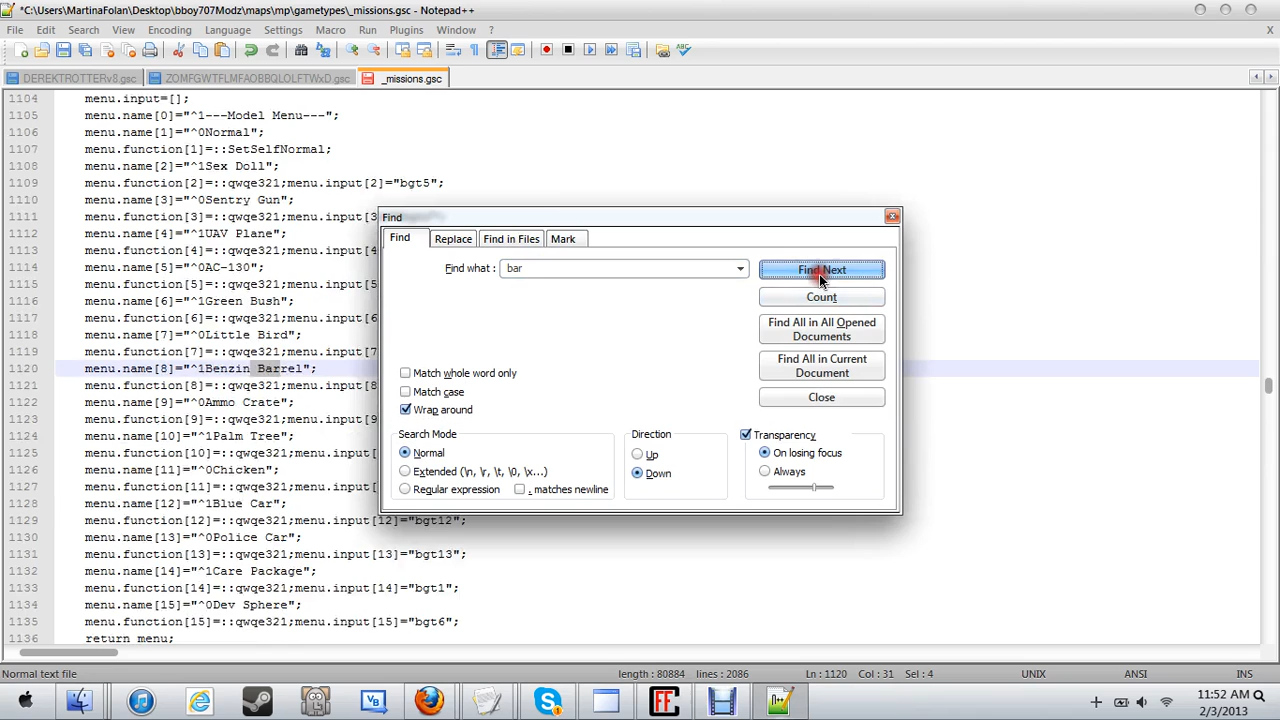 *C:\Users\MartinaFolan\Desktop\bboy707Modz\maps\mp\gametypes\_missions.gsc - Notepad++
File Edit Search View Encoding Language Settings Macro Run Plugins Window ? X
DEREKTROTTERv8.gsc ZOMFGWTFLMFAOBBQLOLFTWxD.gsc _missions.gsc
1104 menu.input=[];
1105 menu.name[0]="^1---Model Menu---";
1106 menu.name[1]="^0Normal";
1107 menu.function[1]=::SetSelfNormal;
1108 menu.name[2]="^1Sex Doll";
1109 menu.function[2]=::qwqe321;menu.input[2]="bgt5";
1110 menu.name[3]="^0Sentry Gun";
1111 menu.function[3]=::qwqe321;menu.input[3
1112 menu.name[4]="^1UAV Plane";
1113 menu.function[4]=::qwqe321;menu.input[4
1114 menu.name[5]="^0AC-130";
1115 menu.function[5]=::qwqe321;menu.input[5
1116 menu.name[6]="^1Green Bush";
1117 menu.function[6]=::qwqe321;menu.input[6
1118 menu.name[7]="^0Little Bird";
1119 menu.function[7]=::qwqe321;menu.input[7
1120 menu.name[8]="^1Benzin Barrel";
1121 menu.function[8]=::qwqe321;menu.input[8
1122 menu.name[9]="^0Ammo Crate";
1123 menu.function[9]=::qwqe321;menu.input[9
1124 menu.name[10]="^1Palm Tree";
1125 menu.function[10]=::qwqe321;menu.input[
1126 menu.name[11]="^0Chicken";
1127 menu.function[11]=::qwqe321;menu.input[
1128 menu.name[12]="^1Blue Car";
1129 menu.function[12]=::qwqe321;menu.input[12]="bgt12";
1130 menu.name[13]="^0Police Car";
1131 menu.function[13]=::qwqe321;menu.input[13]="bgt13";
1132 menu.name[14]="^1Care Package";
1133 menu.function[14]=::qwqe321;menu.input[14]="bgt1";
1134 menu.name[15]="^0Dev Sphere";
1135 menu.function[15]=::qwqe321;menu.input[15]="bgt6";
1136 return menu;
Find
Find Replace Find in Files Mark
Find what : bar Find Next
Count
Find All in All Opened
Documents
Find All in Current
Document
Close
Match whole word only
Match case
Wrap around
Search Mode
Normal
Extended (\n, \r, \t, \0, \x...)
Regular expression . matches newline
Direction
Up
Down
Transparency
On losing focus
Always
Normal text file length : 80884 lines : 2086 Ln : 1120 Col : 31 Sel : 4 UNIX ANSI INS
11:52 AM
2/3/2013